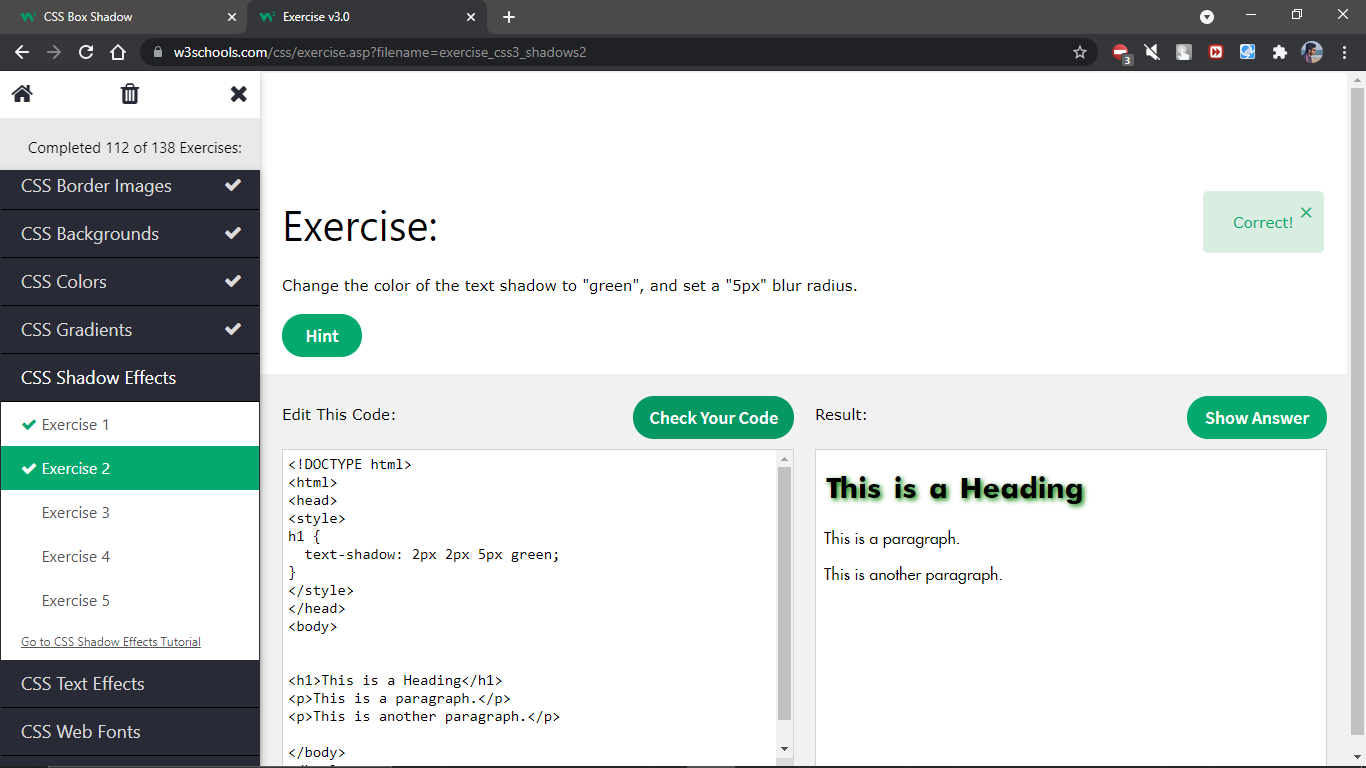 CSS Box Shadow
Exercise v3.0
w3schools.com/css/exercise.asp?filename=exercise_css3_shadows2
3
Completed 112 of 138 Exercises:
CSS Border Images
CSS Backgrounds
CSS Colors
CSS Gradients
CSS Shadow Effects
Exercise 1
Exercise 2
Exercise 3
Exercise 4
Exercise 5
Go to CSS Shadow Effects Tutorial
CSS Text Effects
CSS Web Fonts
Exercise:
Correct!
Change the color of the text shadow to "green", and set a "5px" blur radius.
Hint
Edit This Code:
Check Your Code
<!DOCTYPE html>
<html>
<head>
<style>
h1 {
  text-shadow: 2px 2px 5px green;
}
</style>
</head>
<body>
<h1>This is a Heading</h1>
<p>This is a paragraph.</p>
<p>This is another paragraph.</p>
</body>
Result:
Show Answer
This is a Heading
This is a paragraph.
This is another paragraph.